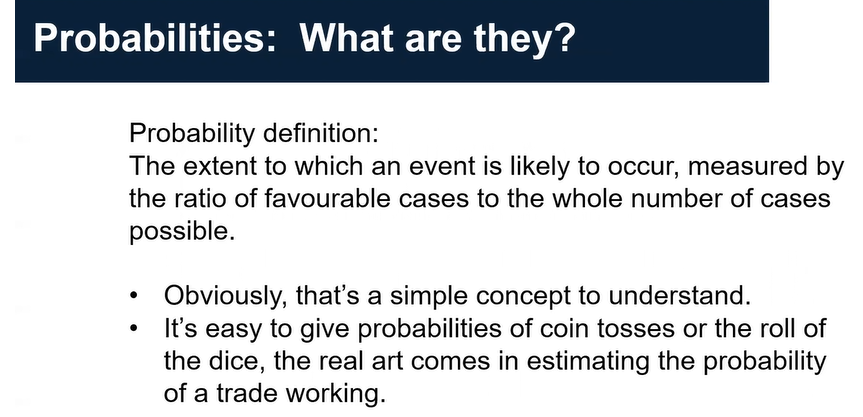 Probabilities:  What are they?
Probability definition:
The extent to which an event is likely to occur, measured by
the ratio of favourable cases to the whole number of cases
possible.
• Obviously, that’s a simple concept to understand.
• It’s easy to give probabilities of coin tosses or the roll of
the dice, the real art comes in estimating the probability
of a trade working.